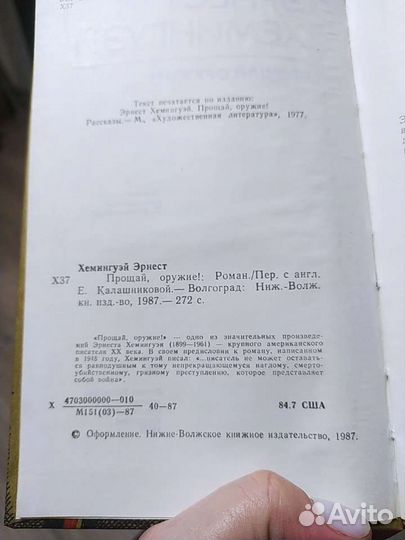 Х37
Текст печатается по изданию:
Эрнест Хемингуэй. Прощай, оружие!
Рассказы.— М., «Художественная литература», 1977.
Хемингуэй Эрнест
Х37 Прощай, оружие!: Роман./Пер. с англ.
Е. Калашниковой.— Волгоград: Ниж.-Волж.
кн. изд-во, 1987.— 272 с.
«Прощай, оружие!» — одно из значительных произведе-
ний Эрнеста Хемингуэя (1899—1961) — крупного американского
писателя XX века. В своем предисловии к роману, написанном
в 1948 году, Хемингуэй писал: «...писатель не может оставаться
равнодушным к тому непрекращающемуся наглому, смерто-
убийственному, грязному преступлению, которое представляет
собой война».
Х 4703000000—010
М151(03)—87 40—87 84.7 США
© Оформление. Нижне-Волжское книжное издательство, 1987.
Avito